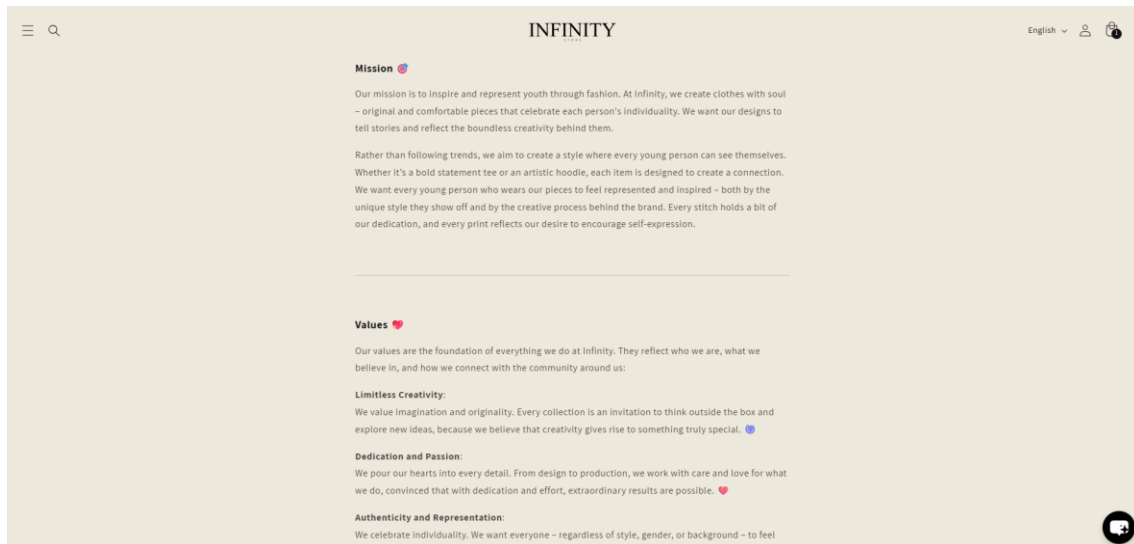 INFINITY
STORE
English
1
Mission 🎯
Our mission is to inspire and represent youth through fashion. At Infinity, we create clothes with soul
– original and comfortable pieces that celebrate each person's individuality. We want our designs to
tell stories and reflect the boundless creativity behind them.
Rather than following trends, we aim to create a style where every young person can see themselves.
Whether it's a bold statement tee or an artistic hoodie, each item is designed to create a connection.
We want every young person who wears our pieces to feel represented and inspired – both by the
unique style they show off and by the creative process behind the brand. Every stitch holds a bit of
our dedication, and every print reflects our desire to encourage self-expression.
Values 💖
Our values are the foundation of everything we do at Infinity. They reflect who we are, what we
believe in, and how we connect with the community around us:
Limitless Creativity:
We value imagination and originality. Every collection is an invitation to think outside the box and
explore new ideas, because we believe that creativity gives rise to something truly special. 🌀
Dedication and Passion:
We pour our hearts into every detail. From design to production, we work with care and love for what
we do, convinced that with dedication and effort, extraordinary results are possible. 💗
Authenticity and Representation:
We celebrate individuality. We want everyone – regardless of style, gender, or background – to feel